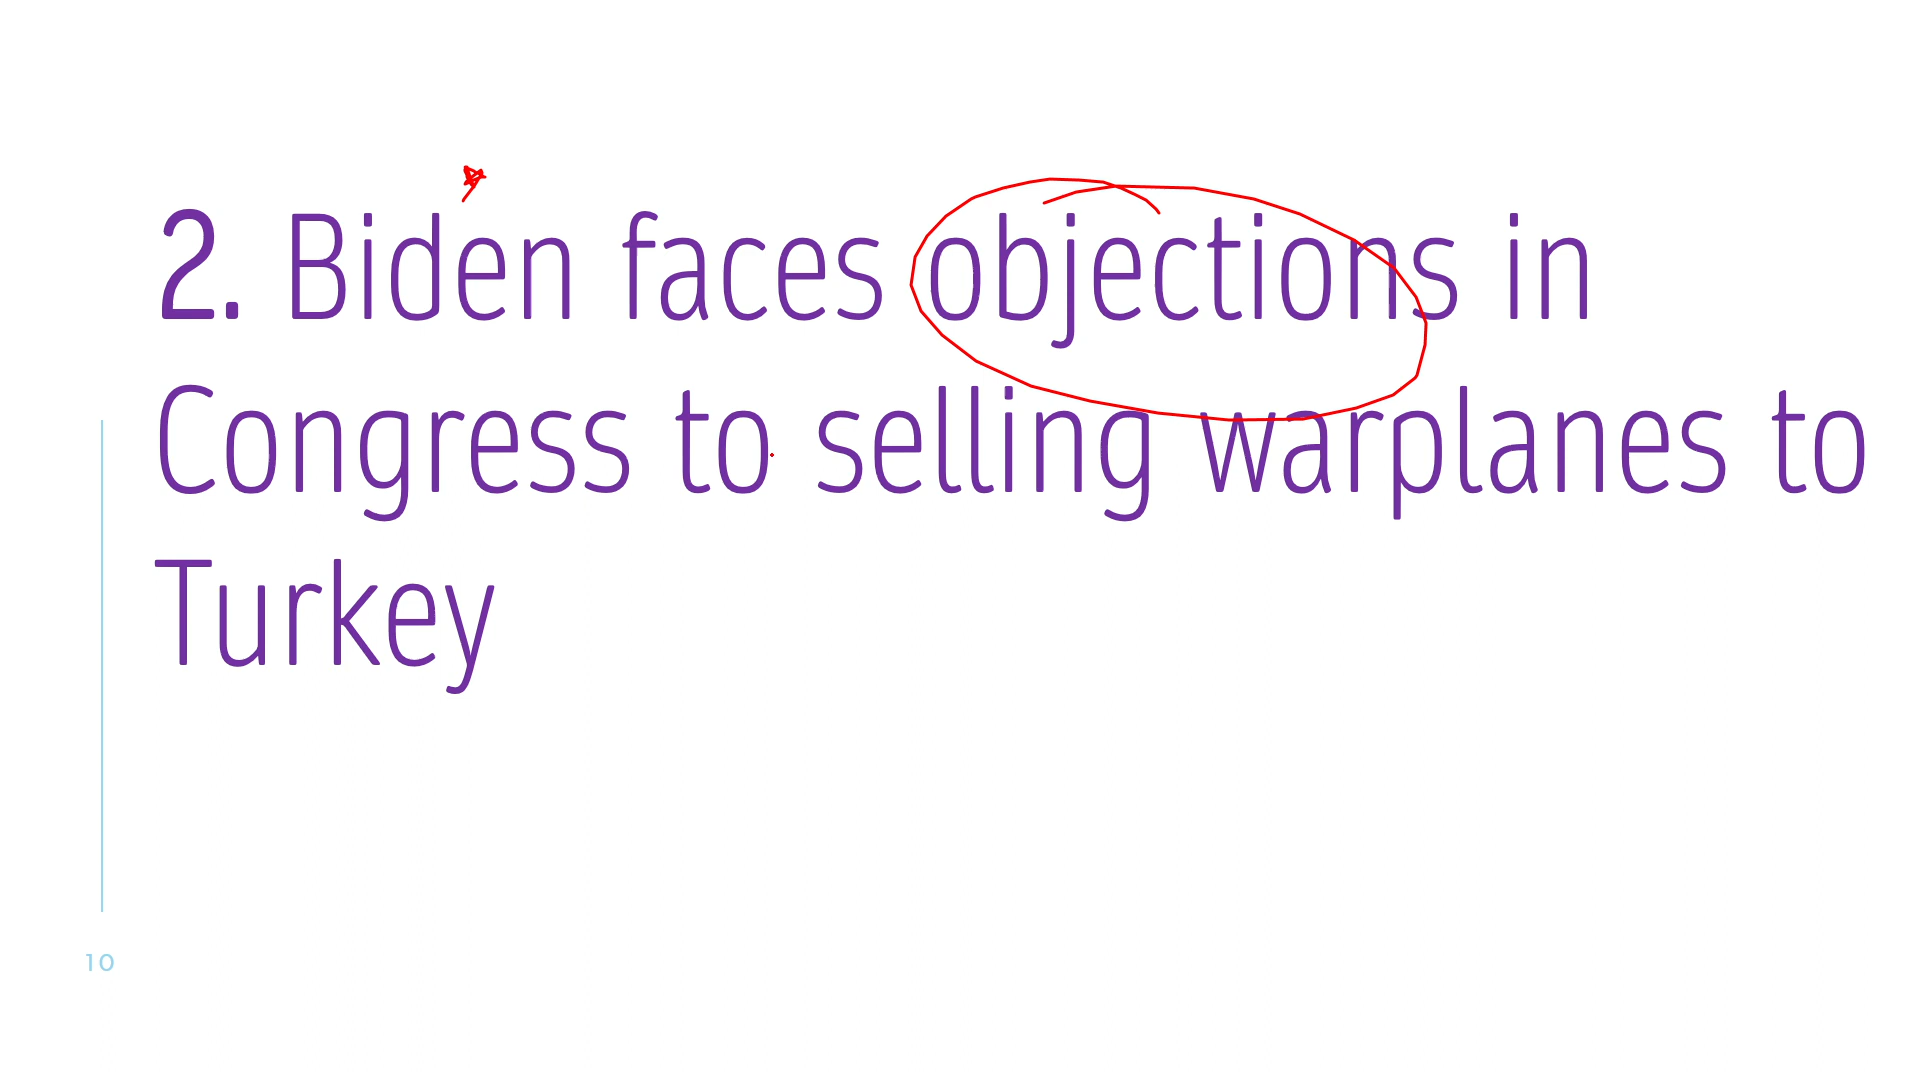 2. Biden faces objections in
Congress to selling warplanes to
Turkey
10